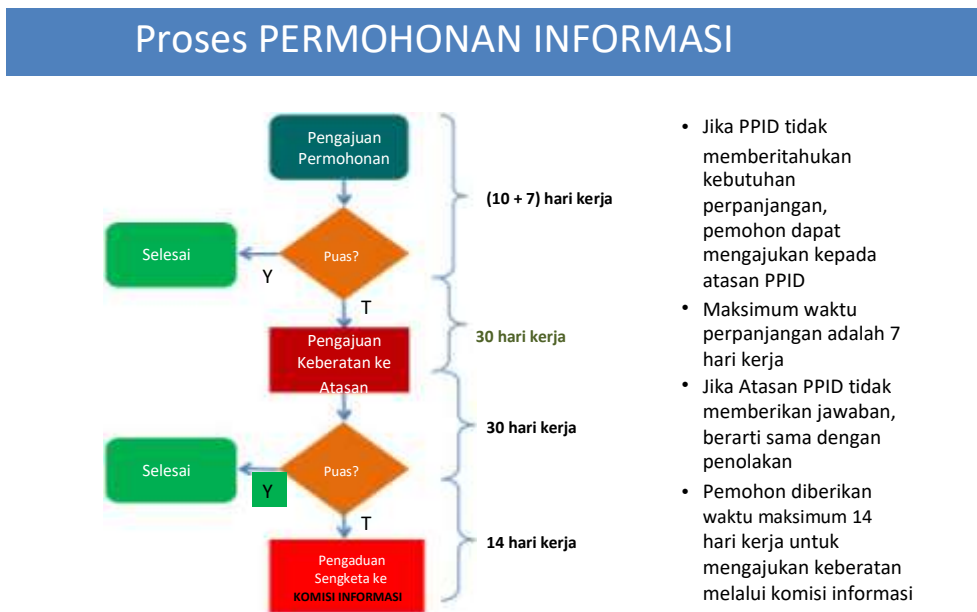 Proses PERMOHONAN INFORMASI
Pengajuan
Permohonan
(10 + 7) hari kerja
Selesai
Puas?
Y
T
30 hari kerja
Pengajuan
Keberatan ke
Atasan
30 hari kerja
Selesai
Puas?
Y
T
14 hari kerja
Pengaduan
Sengketa ke
KOMISI INFORMASI
• Jika PPID tidak
memberitahukan
kebutuhan
perpanjangan,
pemohon dapat
mengajukan kepada
atasan PPID
• Maksimum waktu
perpanjangan adalah 7
hari kerja
• Jika Atasan PPID tidak
memberikan jawaban,
berarti sama dengan
penolakan
• Pemohon diberikan
waktu maksimum 14
hari kerja untuk
mengajukan keberatan
melalui komisi informasi